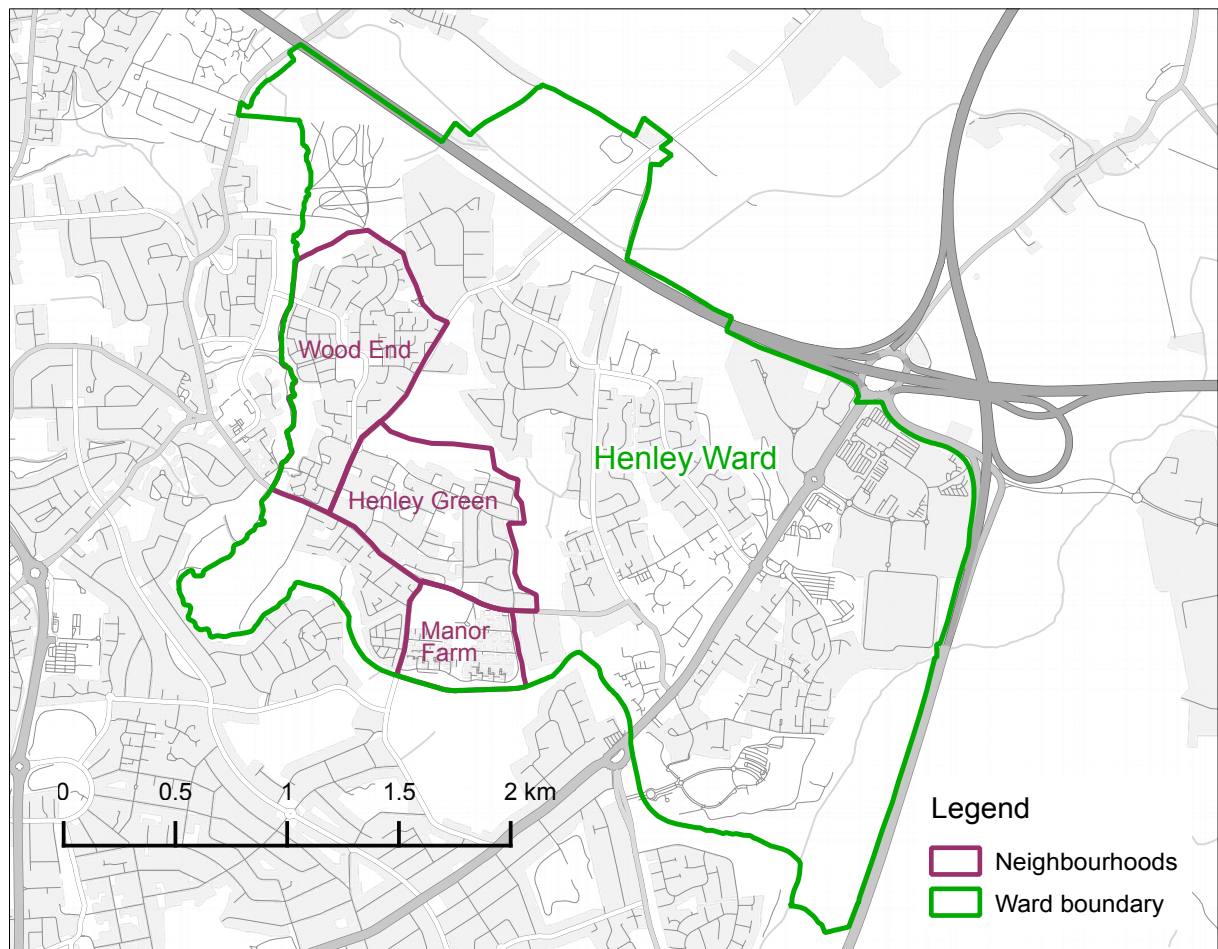 Wood End
Henley Ward
Henley Green
Manor
Farm
0 0.5 1 1.5 2 km
Legend
Neighbourhoods
Ward boundary